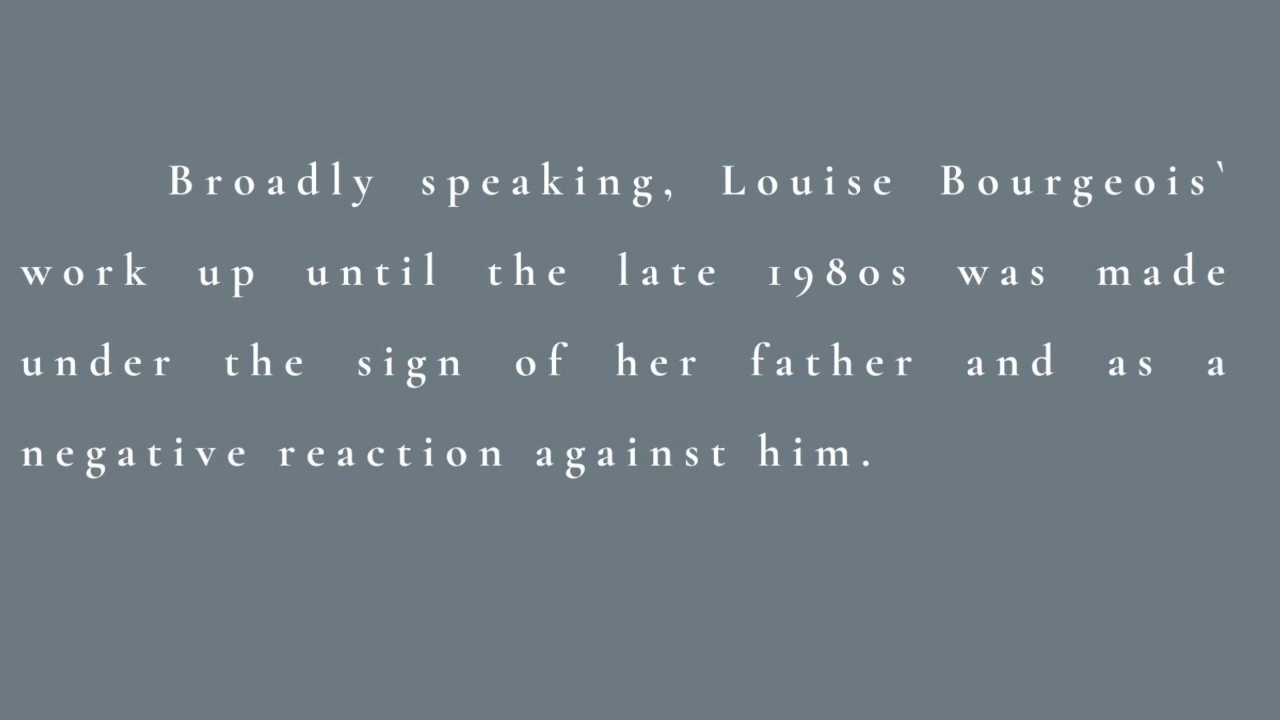 Broadly speaking, Louise Bourgeois`
work up until the late 1980s was made
under the sign of her father and as a
negative reaction against him.